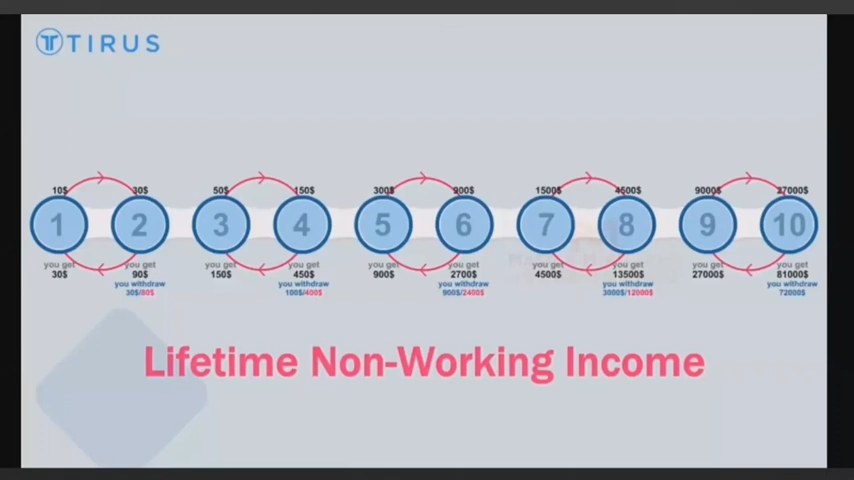 TIRUS
10$ 30$ 50$ 150$ 300$ 900$ 1500$ 4500$ 9000$ 27000$
1 2 3 4 5 6 7 8 9 10
you get you get you get you get you get you get you get you get you get you get
30$ 90$ 150$ 450$ 900$ 2700$ 4500$ 13500$ 27000$ 81000$
you withdraw you withdraw you withdraw you withdraw you withdraw
30$/80$ 100$/400$ 900$/2400$ 3000$/12000$ 72000$
Lifetime Non-Working Income